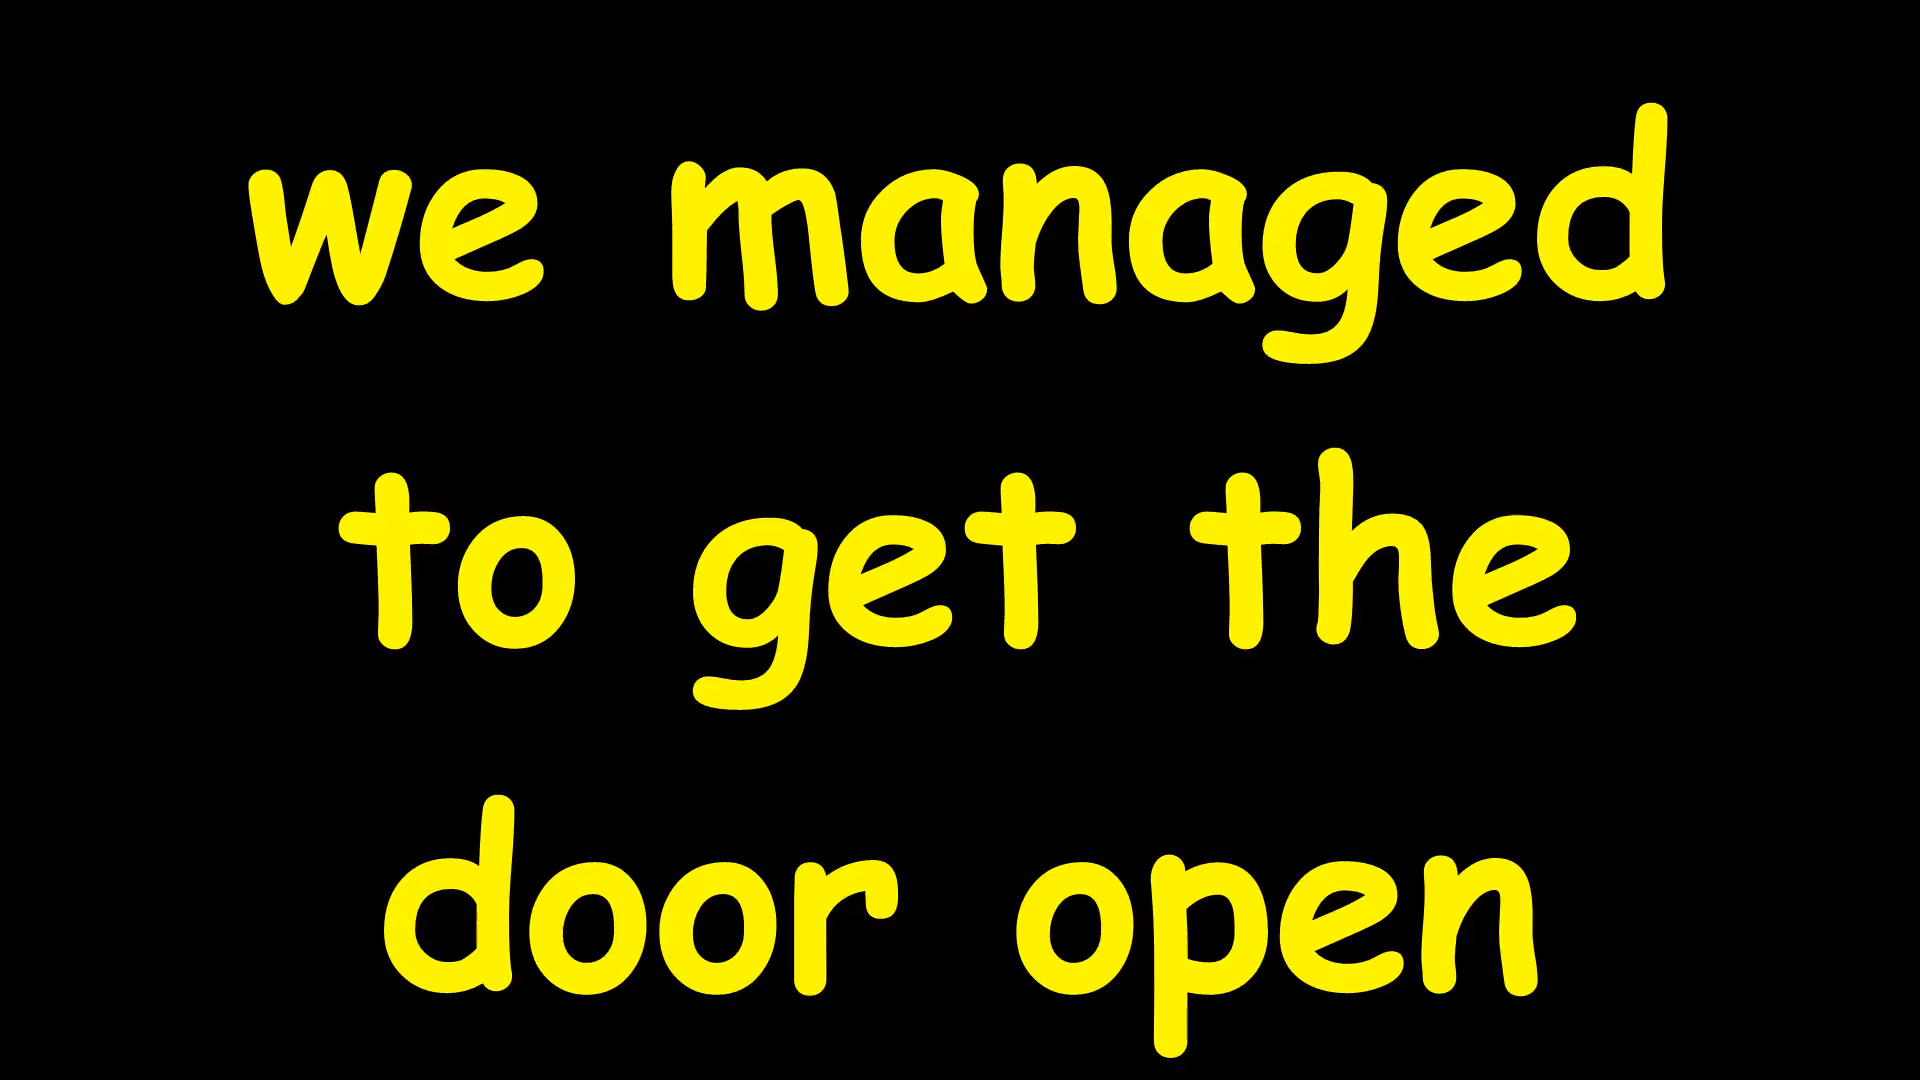 we managed
to get the
door open